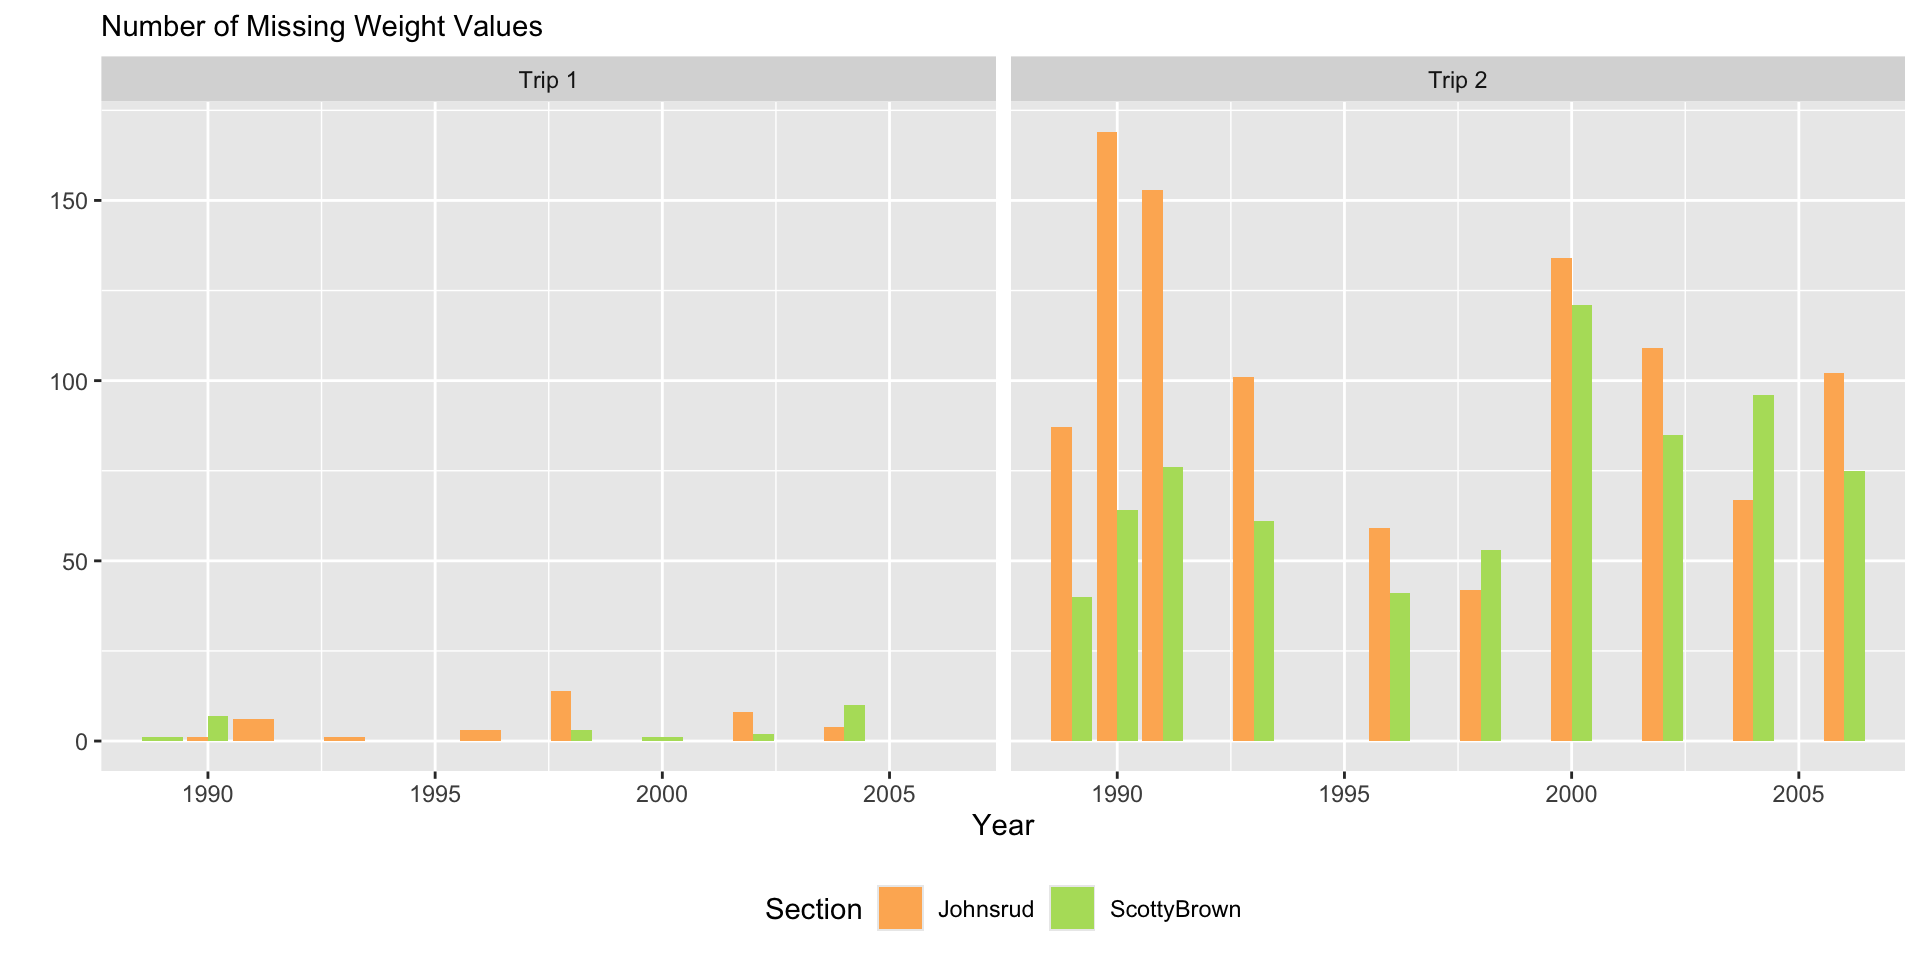 Number of Missing Weight Values
Trip 1
Trip 2
150
100
50
0
1990 1995 2000 2005
1990 1995 2000 2005
Year
Section Johnsrud ScottyBrown